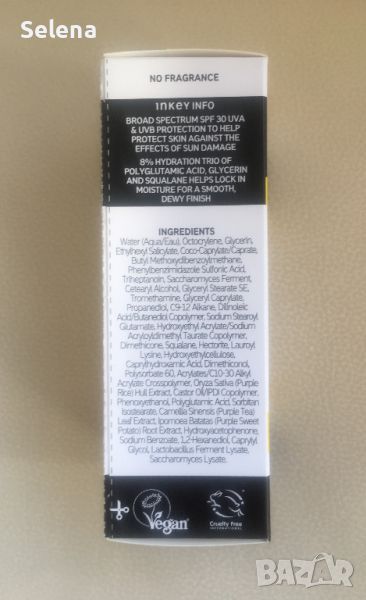 Selena
NO FRAGRANCE
INKEY INFO
BROAD SPECTRUM SPF 30 UVA
& UVB PROTECTION TO HELP
PROTECT SKIN AGAINST THE
EFFECTS OF SUN DAMAGE
8% HYDRATION TRIO OF
POLYGLUTAMIC ACID, GLYCERIN
AND SQUALANE HELPS LOCK IN
MOISTURE FOR A SMOOTH,
DEWY FINISH
INGREDIENTS
Water (Aqua/Eau), Octocrylene, Glycerin,
Ethylhexyl Salicylate, Coco-Caprylate/Caprate,
Butyl Methoxydibenzoylmethane,
Phenylbenzimidazole Sulfonic Acid,
Triheptanoin, Saccharomyces Ferment,
Cetearyl Alcohol, Glyceryl Stearate SE,
Tromethamine, Glyceryl Caprylate,
Propanediol, C9-12 Alkane, Dilinoleic
Acid/Butanediol Copolymer, Sodium Stearoyl
Glutamate, Hydroxyethyl Acrylate/Sodium
Acryloyldimethyl Taurate Copolymer,
Dimethicone, Squalane, Hectorite, Lauroyl
Lysine, Hydroxyethylcellulose,
Caprylhydroxamic Acid, Dimethiconol,
Polysorbate 60, Acrylates/C10-30 Alkyl
Acrylate Crosspolymer, Oryza Sativa (Purple
Rice) Hull Extract, Castor Oil/IPDI Copolymer,
Phenoxyethanol, Polyglutamic Acid, Sorbitan
Isostearate, Camellia Sinensis (Purple Tea)
Leaf Extract, Ipomoea Batatas (Purple Sweet
Potato) Root Extract, Hydroxyacetophenone,
Sodium Benzoate, 1,2-Hexanediol, Caprylyl
Glycol, Lactobacillus Ferment Lysate,
Saccharomyces Lysate.
Vegan
Cruelty Free
INTERNATIONAL
BAZAR